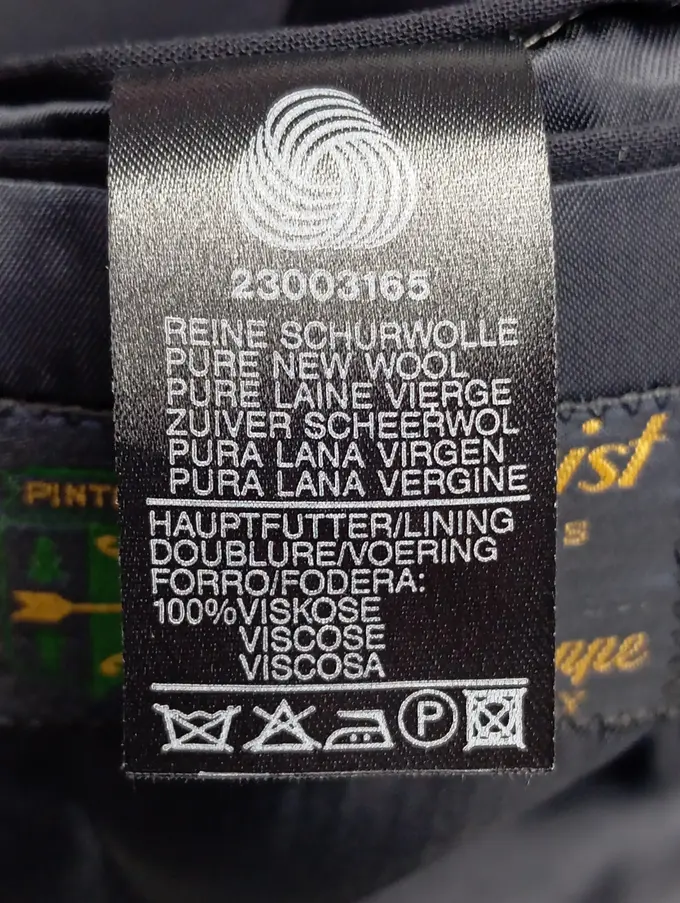 23003165
REINE SCHURWOLLE
PURE NEW WOOL
PURE LAINE VIERGE
ZUIVER SCHEERWOL
PURA LANA VIRGEN
PURA LANA VERGINE
HAUPTFUTTER/LINING
DOUBLURE/VOERING
FORRO/FODERA:
100%VISKOSE
VISCOSE
VISCOSA
P